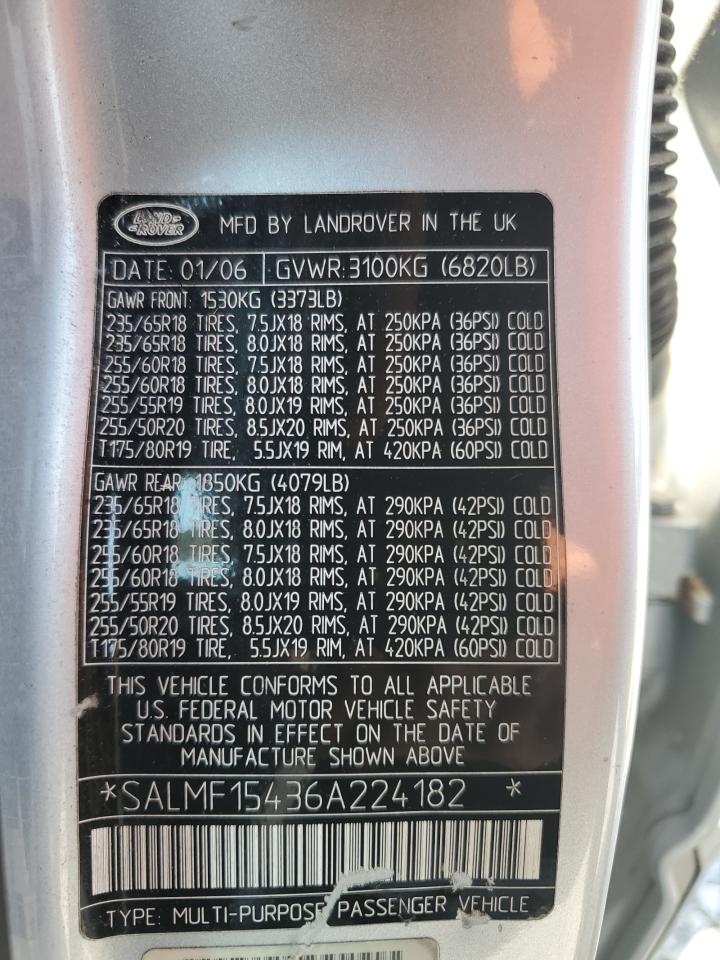 LAND-
-ROVER
MFD BY LANDROVER IN THE UK
DATE: 01/06 GVWR:3100KG (6820LB)
GAWR FRONT: 1530KG (3373LB)
235/65R18 TIRES, 7.5JX18 RIMS, AT 250KPA (36PSI) COLD
235/65R18 TIRES, 8.0JX18 RIMS, AT 250KPA (36PSI) COLD
255/60R18 TIRES, 7.5JX18 RIMS, AT 250KPA (36PSI) COLD
255/60R18 TIRES, 8.0JX18 RIMS, AT 250KPA (36PSI) COLD
255/55R19 TIRES, 8.0JX19 RIMS, AT 250KPA (36PSI) COLD
255/50R20 TIRES, 8.5JX20 RIMS, AT 250KPA (36PSI) COLD
T175/80R19 TIRE, 5.5JX19 RIM, AT 420KPA (60PSI) COLD
GAWR REAR: 1850KG (4079LB)
235/65R18 TIRES, 7.5JX18 RIMS, AT 290KPA (42PSI) COLD
235/65R18 TIRES, 8.0JX18 RIMS, AT 290KPA (42PSI) COLD
255/60R18 TIRES, 7.5JX18 RIMS, AT 290KPA (42PSI) COLD
255/60R18 TIRES, 8.0JX18 RIMS, AT 290KPA (42PSI) COLD
255/55R19 TIRES, 8.0JX19 RIMS, AT 290KPA (42PSI) COLD
255/50R20 TIRES, 8.5JX20 RIMS, AT 290KPA (42PSI) COLD
T175/80R19 TIRE, 5.5JX19 RIM, AT 420KPA (60PSI) COLD
THIS VEHICLE CONFORMS TO ALL APPLICABLE
U.S. FEDERAL MOTOR VEHICLE SAFETY
STANDARDS IN EFFECT ON THE DATE OF
MANUFACTURE SHOWN ABOVE
*SALMF15436A224182 *
TYPE: MULTI-PURPOSE PASSENGER VEHICLE